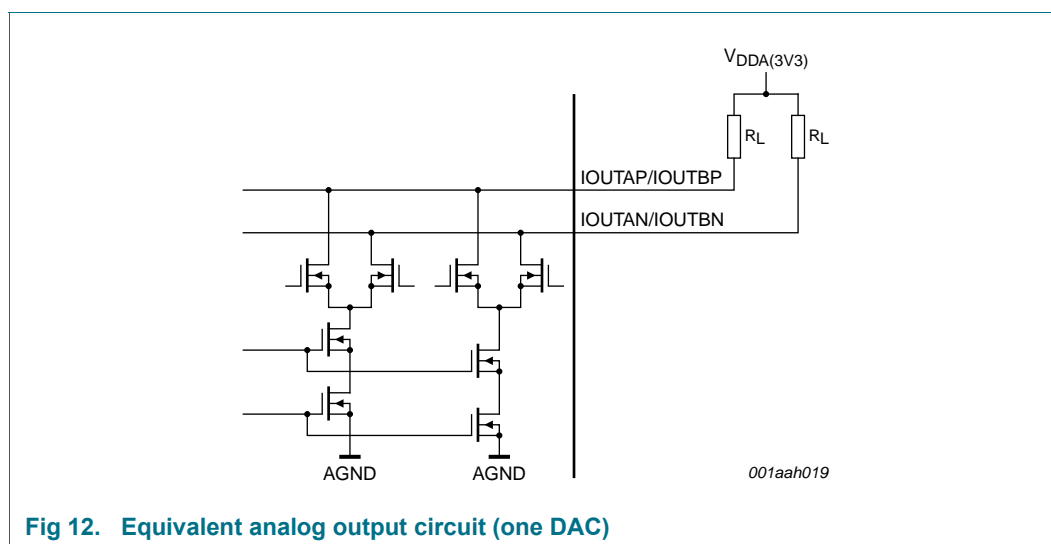 VDDA(3V3)
RL RL
IOUTAP/IOUTBP
IOUTAN/IOUTBN
AGND AGND
001aah019
Fig 12. Equivalent analog output circuit (one DAC)